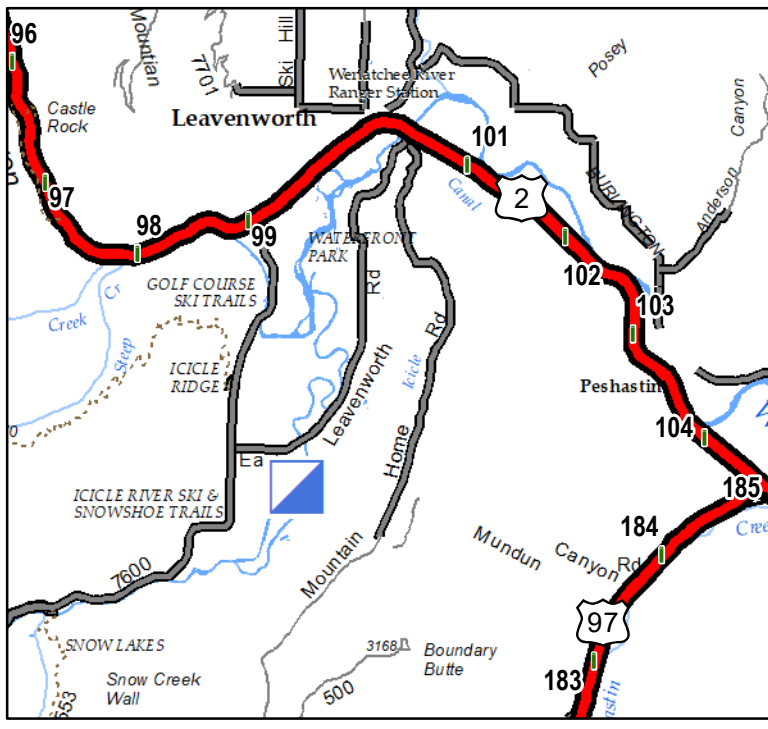 96
Mountian
7701
Ski Hill
Wenatchee River
Ranger Station
Posey
Castle
Rock
Leavenworth
Canyon
101
97
Canal
2
BURLINGTON
Anderson
98
99
WATERFRONT
PARK
102
103
GOLF COURSE
SKI TRAILS
Rd
Creek
Cr
Steep
Rd
Icicle
ICICLE
RIDGE
Peshastin
Leavenworth
104
Ea
Home
185
ICICLE RIVER SKI &
SNOWSHOE TRAILS
184
Cree
Mundun
Canyon
Rd
7600
Mountain
97
SNOW LAKES
3168
Boundary
Butte
Snow Creek
Wall
500
183
553
astin